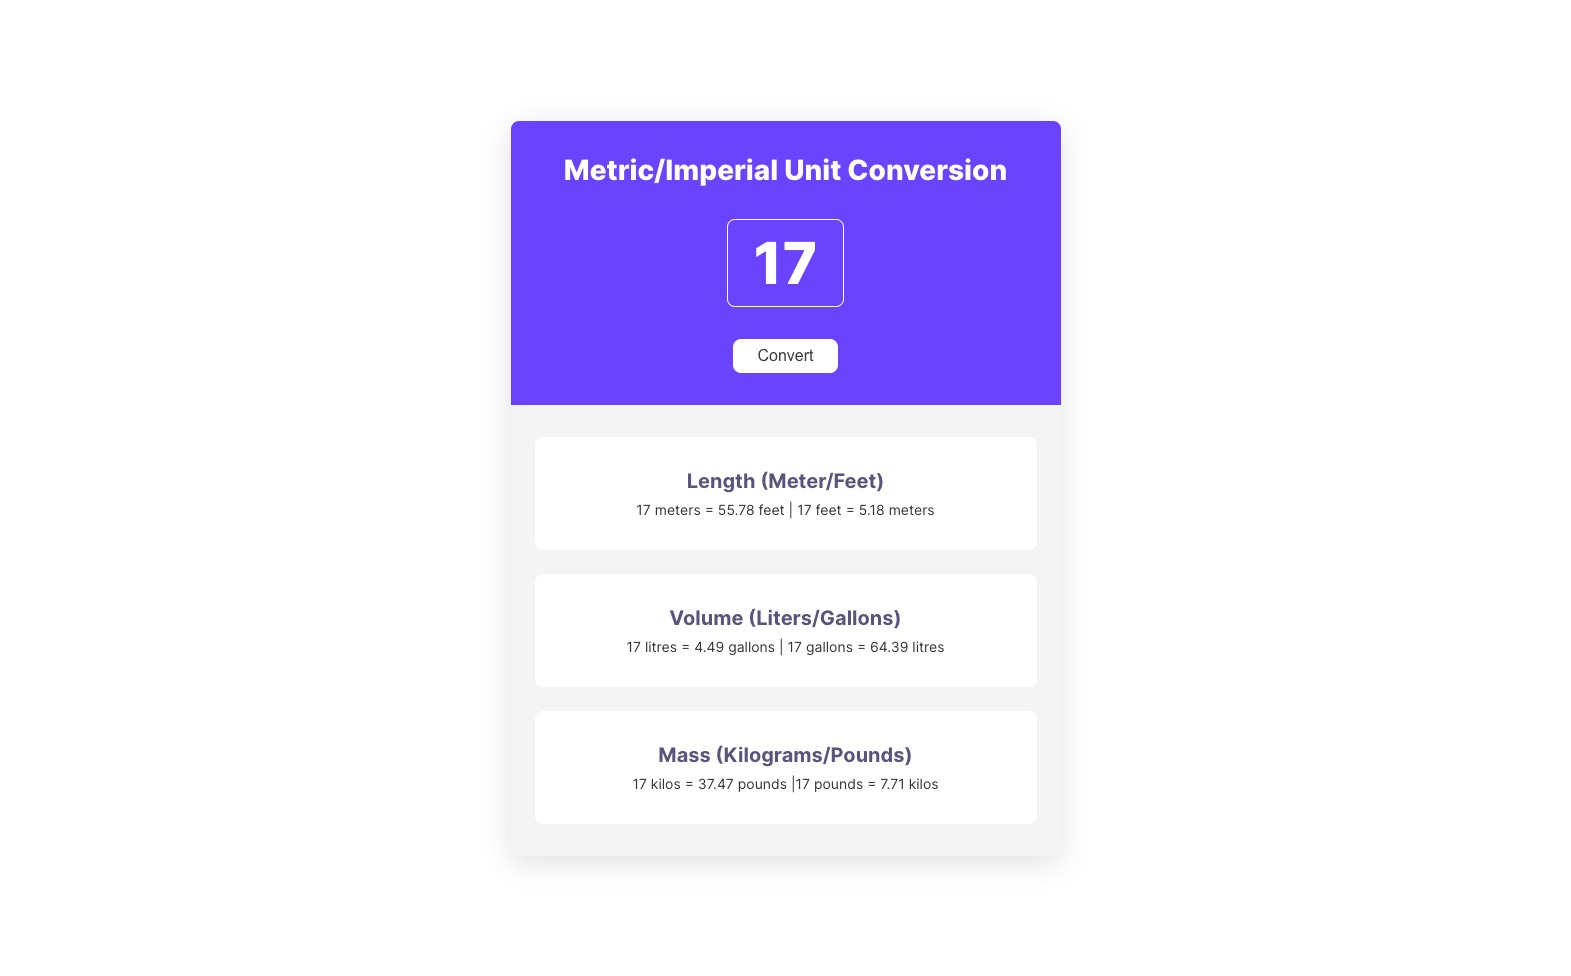 Metric/Imperial Unit Conversion
17
Convert
Length (Meter/Feet)
17 meters = 55.78 feet | 17 feet = 5.18 meters
Volume (Liters/Gallons)
17 litres = 4.49 gallons | 17 gallons = 64.39 litres
Mass (Kilograms/Pounds)
17 kilos = 37.47 pounds |17 pounds = 7.71 kilos